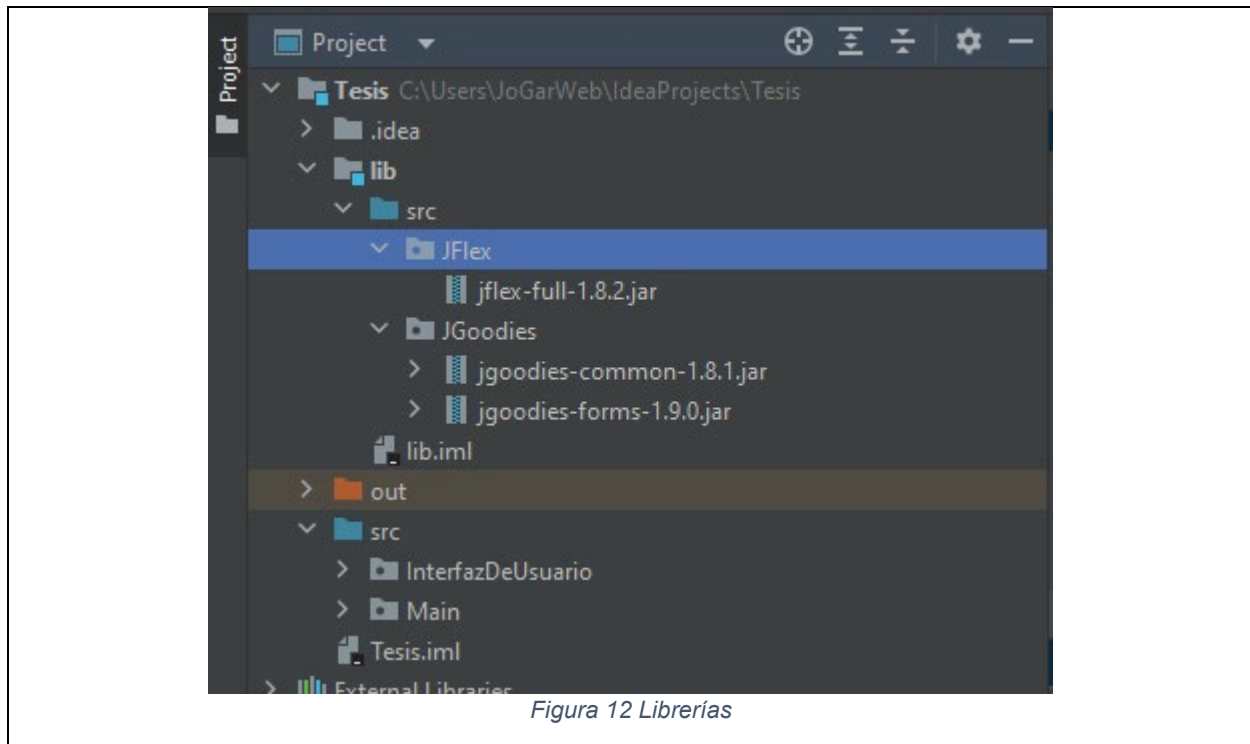 Project
Project
Tesis C:\Users\JoGarWeb\IdeaProjects\Tesis
.idea
lib
src
JFlex
jflex-full-1.8.2.jar
JGoodies
jgoodies-common-1.8.1.jar
jgoodies-forms-1.9.0.jar
lib.iml
out
src
InterfazDeUsuario
Main
Tesis.iml
External Libraries
Figura 12 Librerías